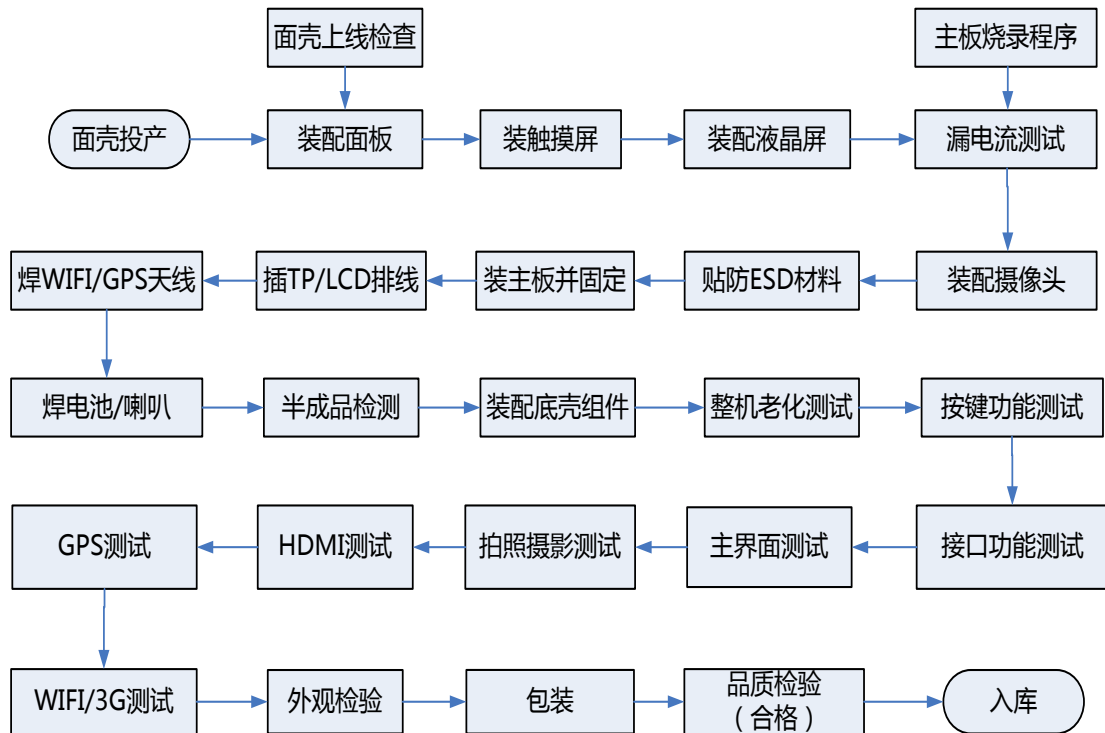 面壳上线检查
主板烧录程序
面壳投产
装配面板
装触摸屏
装配液晶屏
漏电流测试
焊WIFI/GPS天线
插TP/LCD排线
装主板并固定
贴防ESD材料
装配摄像头
焊电池/喇叭
半成品检测
装配底壳组件
整机老化测试
按键功能测试
GPS测试
HDMI测试
拍照摄影测试
主界面测试
接口功能测试
WIFI/3G测试
外观检验
包装
品质检验
（合格）
入库